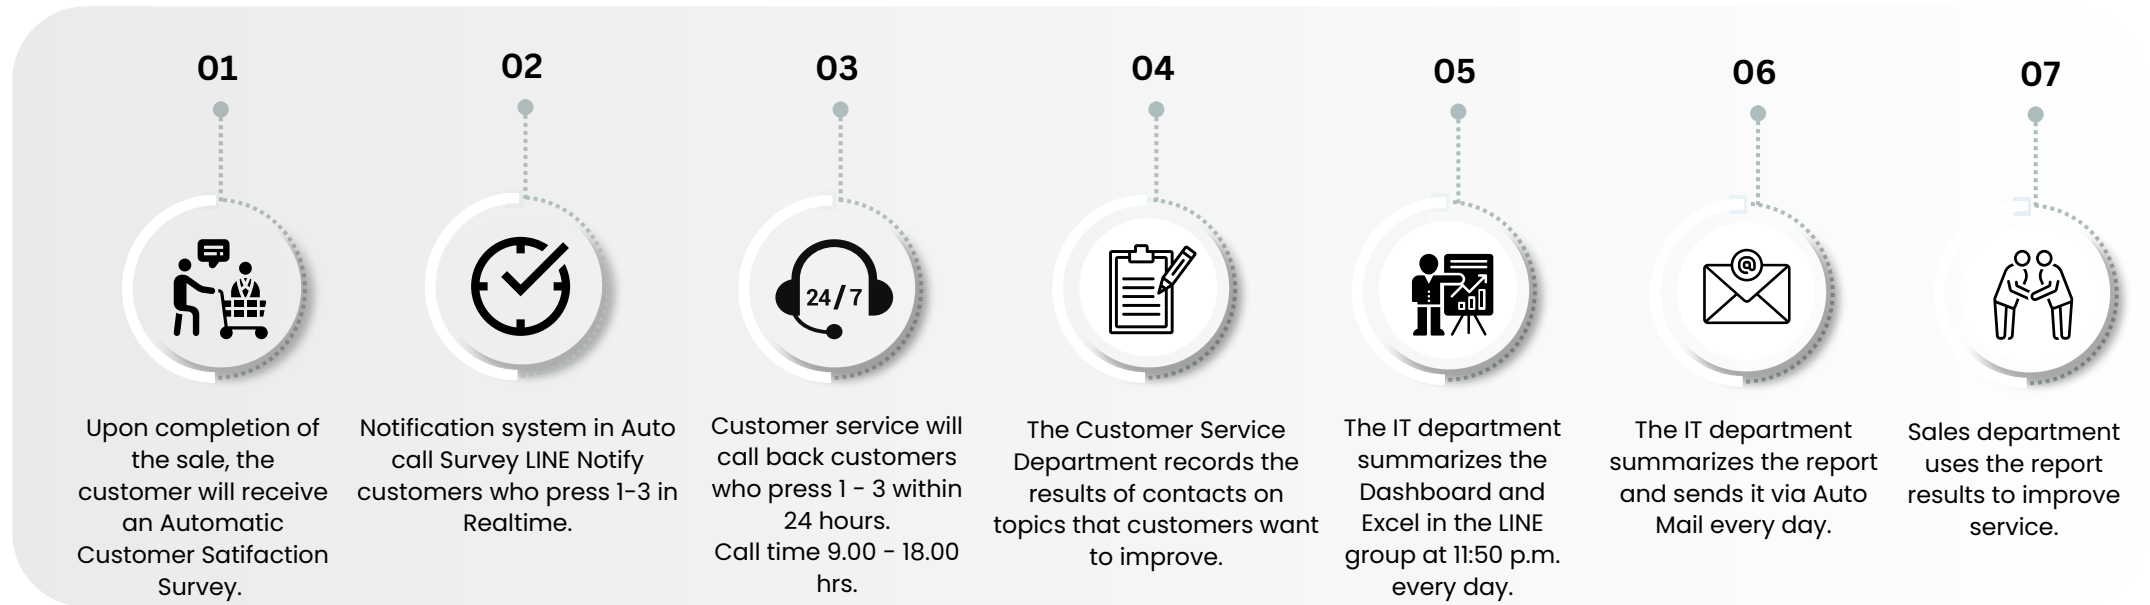 01
Upon completion of
the sale, the
customer will receive
an Automatic
Customer Satifaction
Survey.
02
Notification system in Auto
call Survey LINE Notify
customers who press 1-3 in
Realtime.
03
24/7
Customer service will
call back customers
who press 1 - 3 within
24 hours.
Call time 9.00 - 18.00
hrs.
04
The Customer Service
Department records the
results of contacts on
topics that customers want
to improve.
05
The IT department
summarizes the
Dashboard and
Excel in the LINE
group at 11:50 p.m.
every day.
06
@
The IT department
summarizes the report
and sends it via Auto
Mail every day.
07
Sales department
uses the report
results to improve
service.